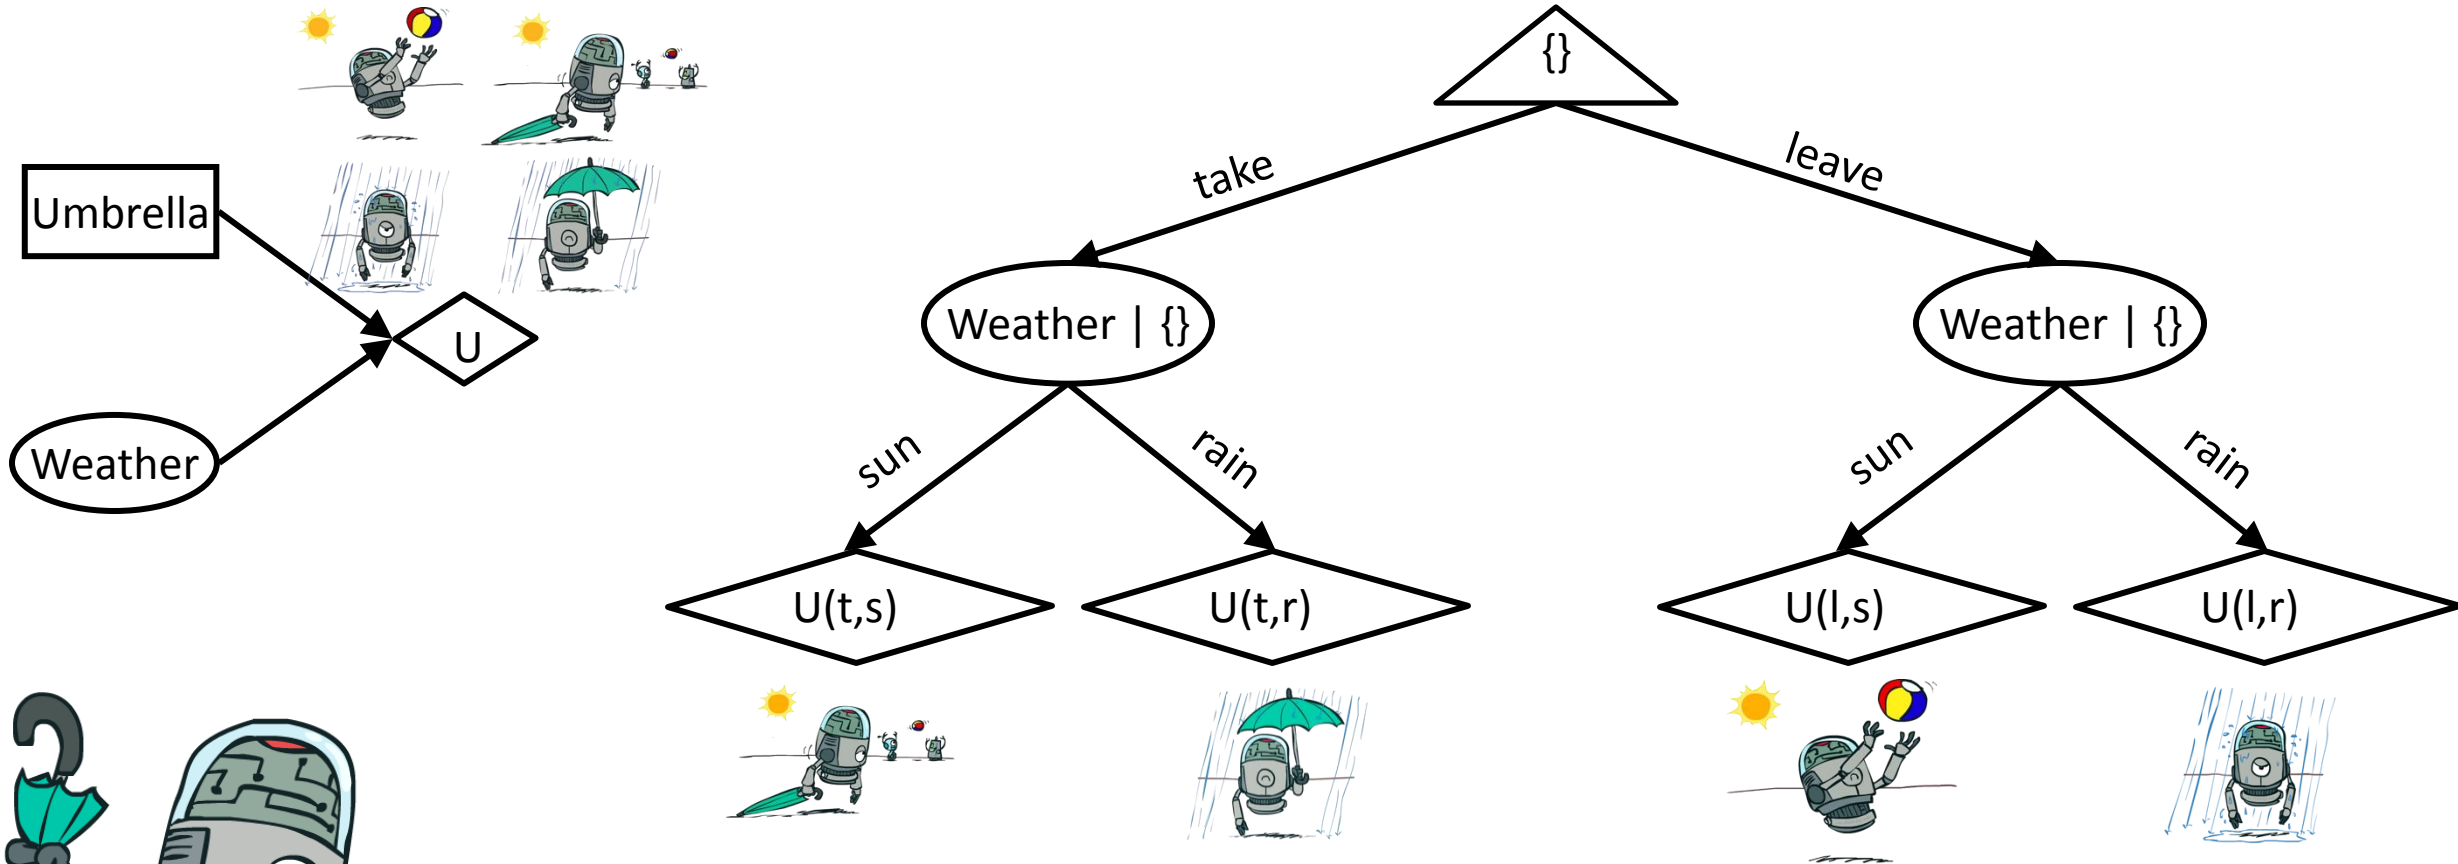 Umbrella
U
Weather
{}
take
leave
Weather | {}
Weather | {}
sun
rain
sun
rain
U(t,s)
U(t,r)
U(l,s)
U(l,r)